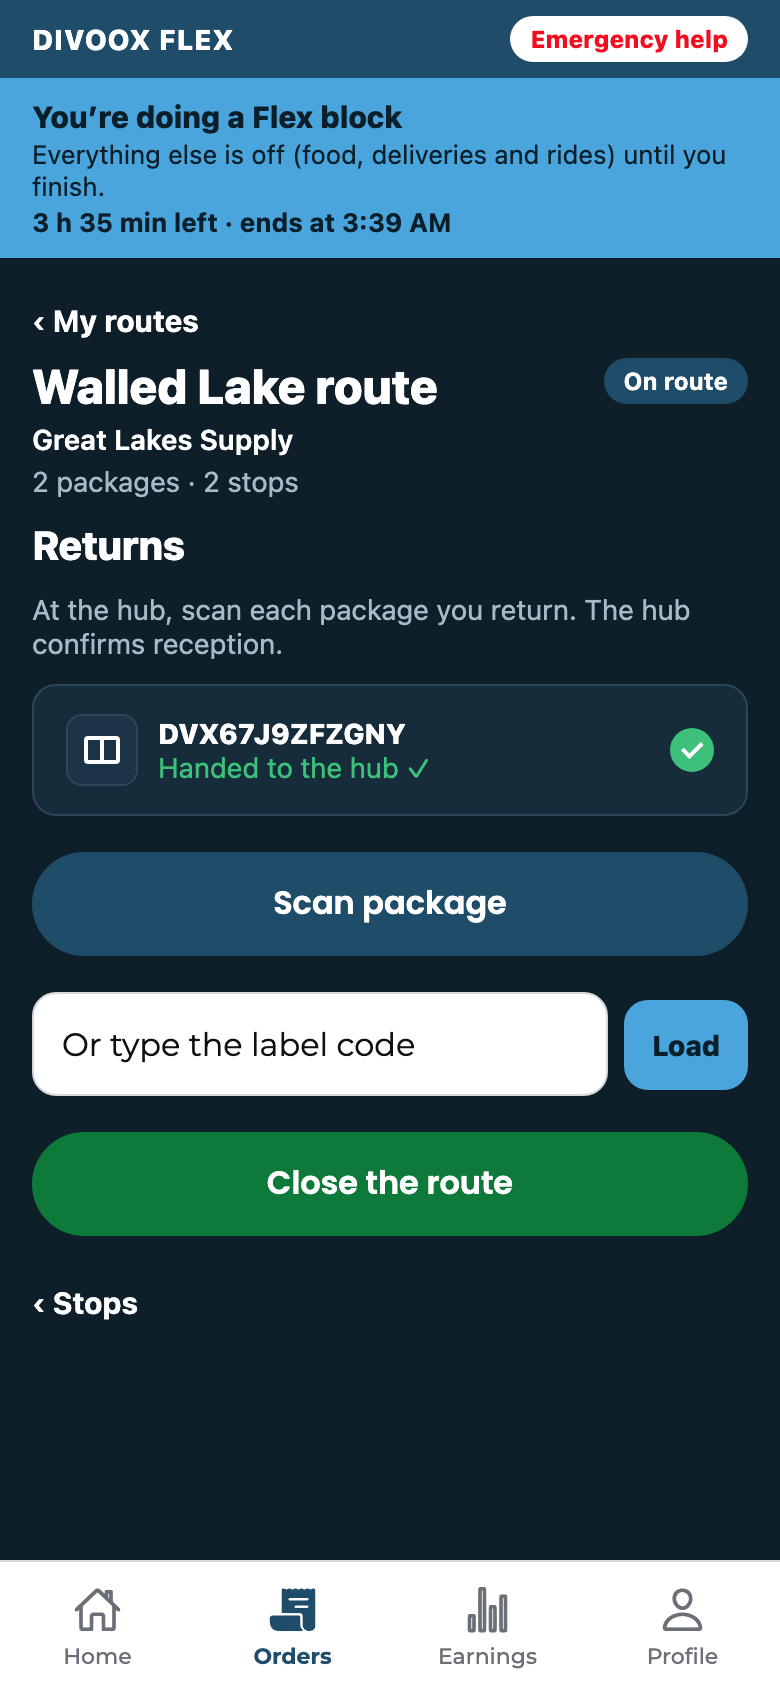 DIVOOX FLEX
Emergency help
You’re doing a Flex block
Everything else is off (food, deliveries and rides) until you
finish.
3 h 35 min left · ends at 3:39 AM
‹ My routes
Walled Lake route
On route
Great Lakes Supply
2 packages · 2 stops
Returns
At the hub, scan each package you return. The hub
confirms reception.
DVX67J9ZFZGNY
Handed to the hub ✓
Scan package
Or type the label code
Load
Close the route
‹ Stops
Home
Orders
Earnings
Profile